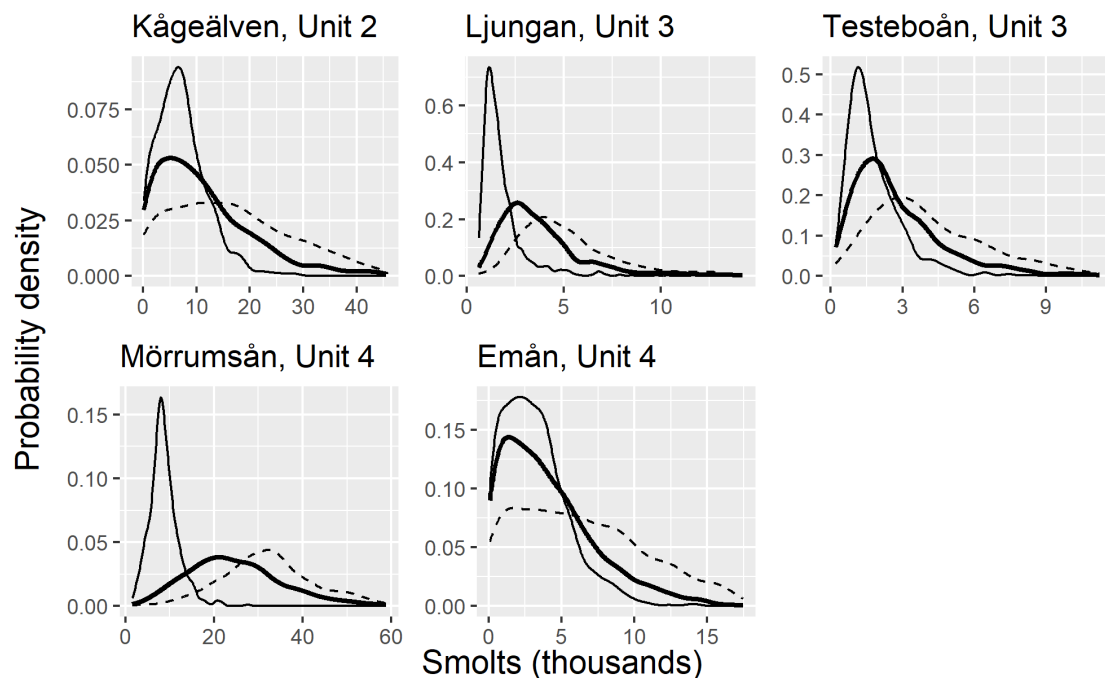 Kågeälven, Unit 2
Ljungan, Unit 3
Testeboån, Unit 3
0.075
0.050
0.025
0.000
0 10 20 30 40
0.6
0.4
0.2
0.0
0 5 10
0.5
0.4
0.3
0.2
0.1
0.0
0 3 6 9
Probability density
Mörrumsån, Unit 4
Emån, Unit 4
0.15
0.10
0.05
0.00
0 20 40 60
0.15
0.10
0.05
0.00
0 5 10 15
Smolts (thousands)